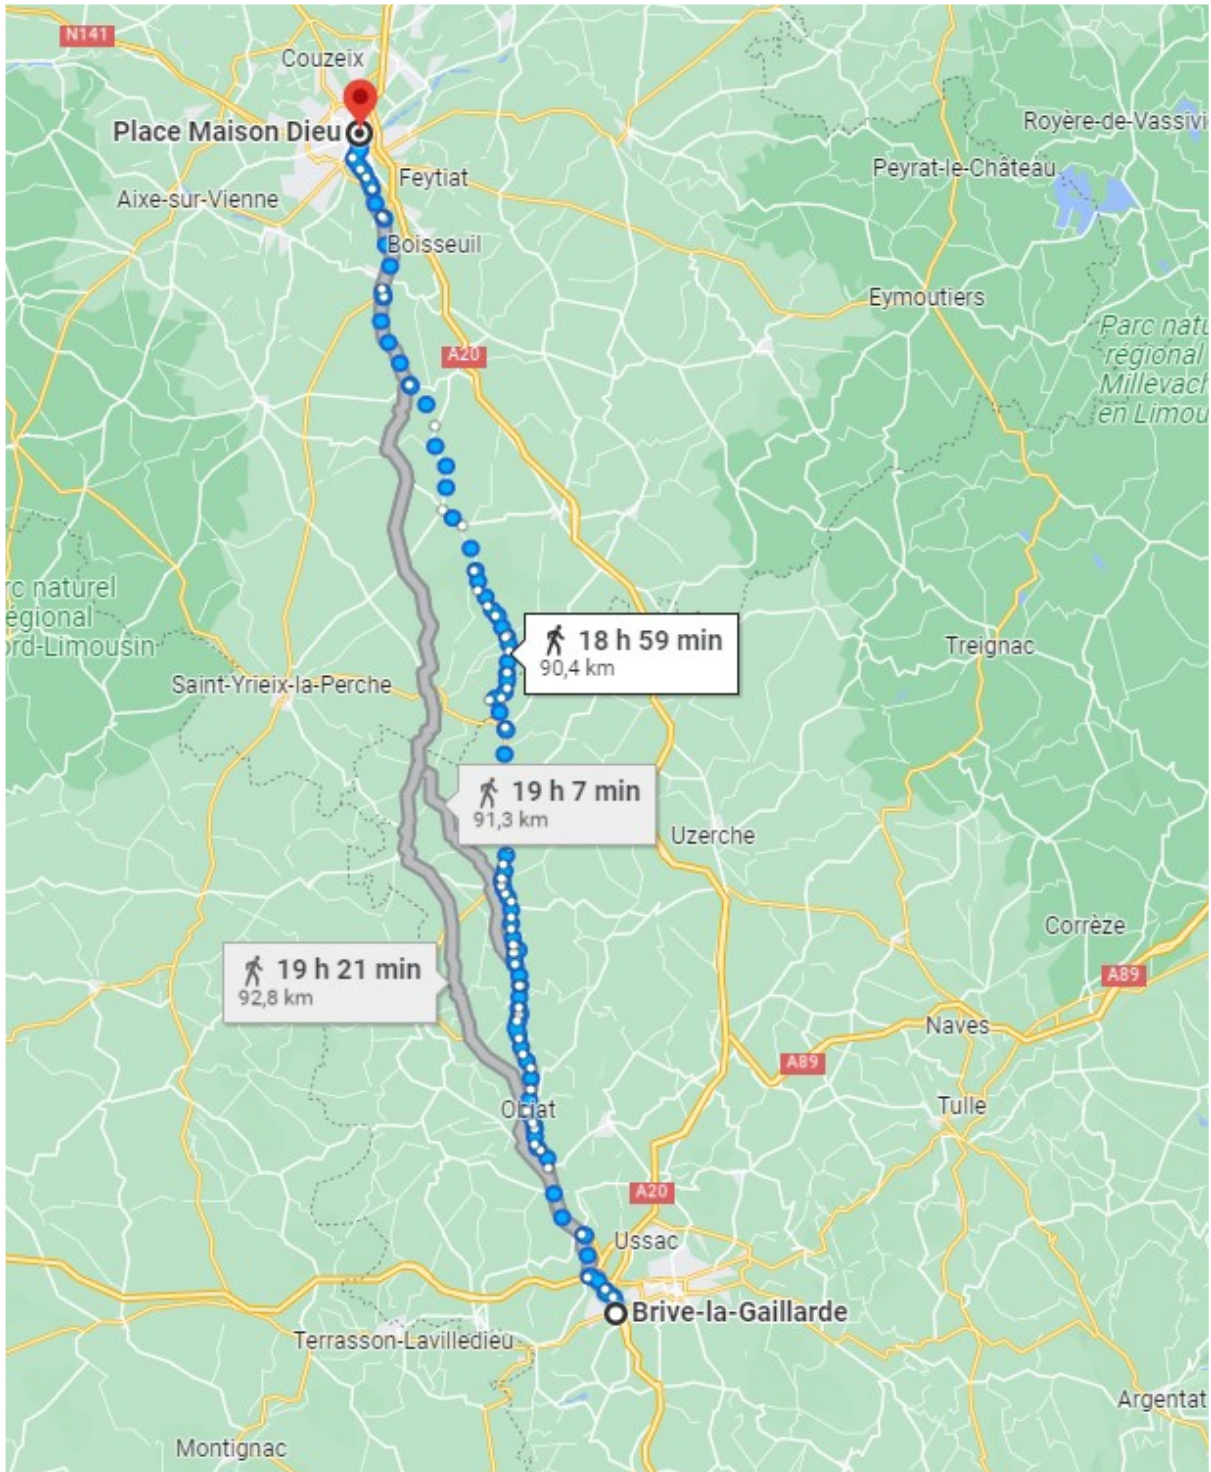 N141
Couzeix
Place Maison Dieu
Royère-de-Vassivi
Peyrat-le-Château
Feytiat
Aixe-sur-Vienne
Boisseuil
Eymoutiers
Parc natu
régional
Millevach
en Limou
A20
rc naturel
égional
ord-Limousin
18 h 59 min
90,4 km
Treignac
Saint-Yrieix-la-Perche
19 h 7 min
91,3 km
Uzerche
Corrèze
19 h 21 min
92,8 km
A89
Naves
A89
Objat
Tulle
A20
Ussac
Brive-la-Gaillarde
Terrasson-Lavilledieu
Argentat
Montignac